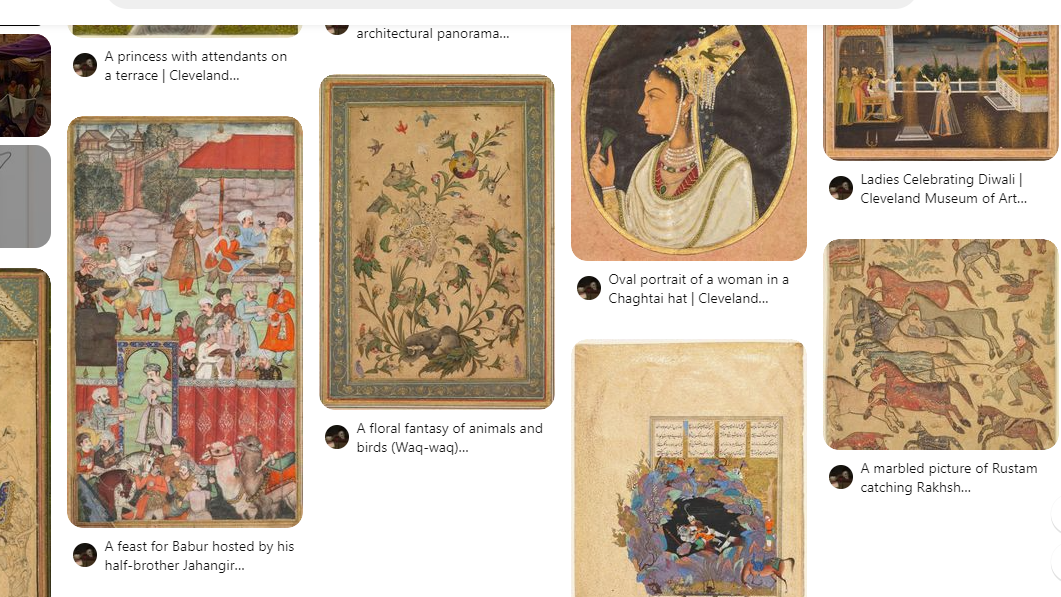 A princess with attendants on
a terrace | Cleveland...
A feast for Babur hosted by his
half-brother Jahangir...
architectural panorama...
A floral fantasy of animals and
birds (Waq-waq)...
Oval portrait of a woman in a
Chaghtai hat | Cleveland...
Ladies Celebrating Diwali |
Cleveland Museum of Art...
A marbled picture of Rustam
catching Rakhsh...